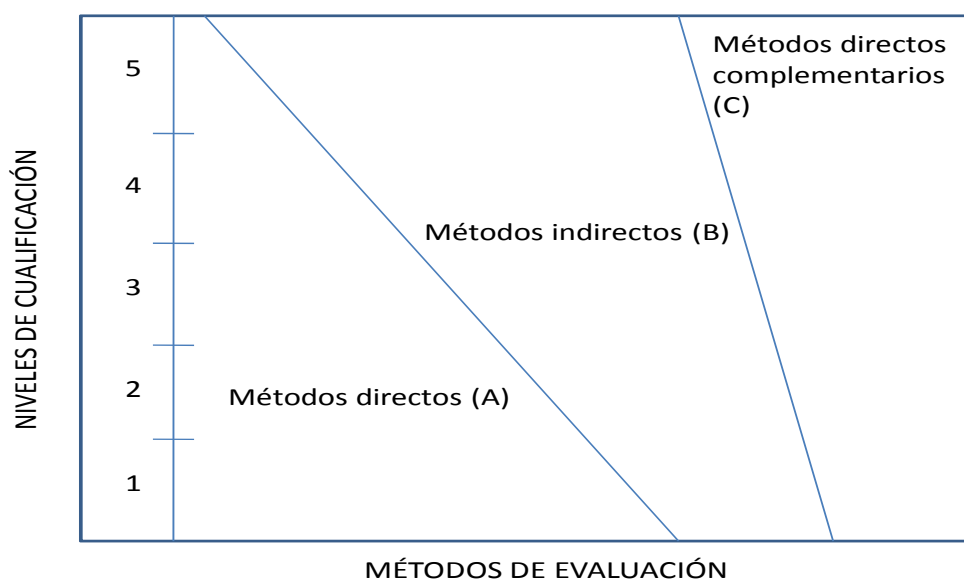 NIVELES DE CUALIFICACIÓN
5
4
3
2
1
Métodos directos
complementarios
(C)
Métodos indirectos (B)
Métodos directos (A)
MÉTODOS DE EVALUACIÓN